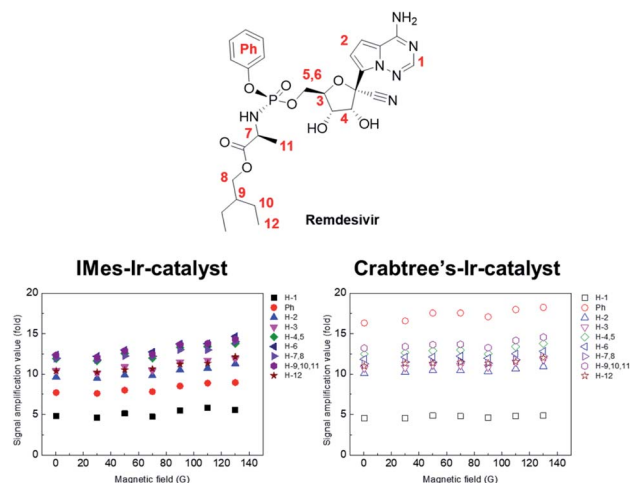 NH₂
2
N
N
N
1
Ph
5,6
O
O
O
P
O
3
N
HN
4
HO
OH
7
O
11
O
8
9
10
12
Remdesivir
IMes-Ir-catalyst
Crabtree's-Ir-catalyst
Signal amplification value (fold)
20
15
10
5
0
0 20 40 60 80 100 120 140
Magnetic field (G)
H-1
Ph
H-2
H-3
H-4,5
H-6
H-7,8
H-9,10,11
H-12
Signal amplification value (fold)
20
15
10
5
0
0 20 40 60 80 100 120 140
Magnetic field (G)
H-1
Ph
H-2
H-3
H-4,5
H-6
H-7,8
H-9,10,11
H-12